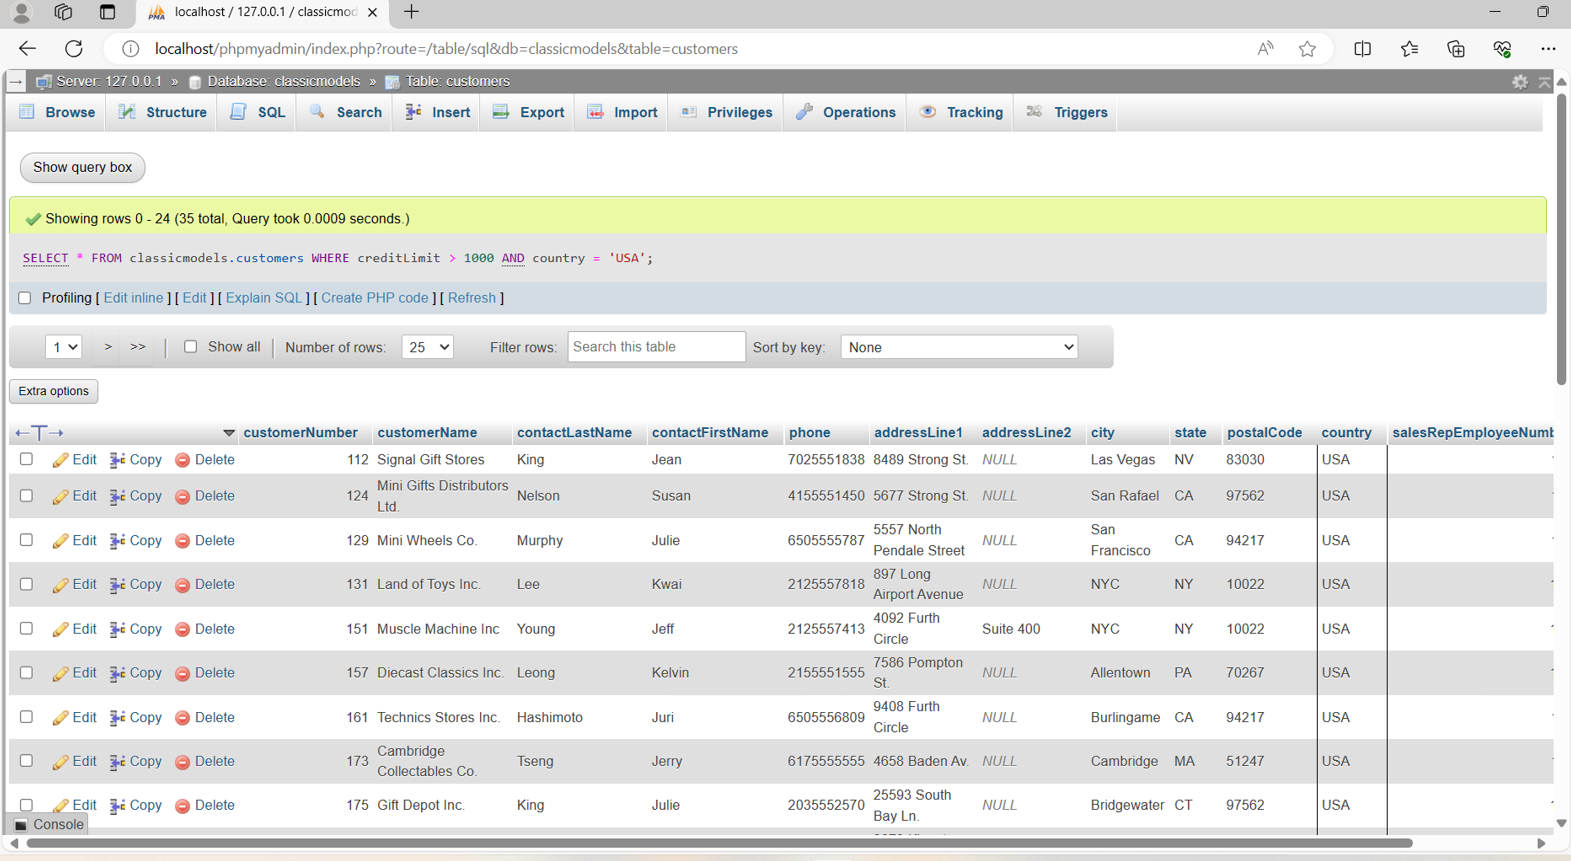 localhost / 127.0.0.1 / classicmod
localhost/phpmyadmin/index.php?route=/table/sql&db=classicmodels&table=customers
Server: 127.0.0.1 » Database: classicmodels » Table: customers
Browse Structure SQL Search Insert Export Import Privileges Operations Tracking Triggers
Show query box
Showing rows 0 - 24 (35 total, Query took 0.0009 seconds.)
SELECT * FROM classicmodels.customers WHERE creditLimit > 1000 AND country = 'USA';
Profiling [ Edit inline ] [ Edit ] [ Explain SQL ] [ Create PHP code ] [ Refresh ]
1 > >> | Show all | Number of rows: 25 Filter rows: Search this table Sort by key: None
Extra options
customerNumber customerName contactLastName contactFirstName phone addressLine1 addressLine2 city state postalCode country salesRepEmployeeNumb
Edit Copy Delete 112 Signal Gift Stores King Jean 7025551838 8489 Strong St. NULL Las Vegas NV 83030 USA
Edit Copy Delete 124 Mini Gifts Distributors Ltd. Nelson Susan 4155551450 5677 Strong St. NULL San Rafael CA 97562 USA
Edit Copy Delete 129 Mini Wheels Co. Murphy Julie 6505555787 5557 North Pendale Street NULL San Francisco CA 94217 USA
Edit Copy Delete 131 Land of Toys Inc. Lee Kwai 2125557818 897 Long Airport Avenue NULL NYC NY 10022 USA
Edit Copy Delete 151 Muscle Machine Inc Young Jeff 2125557413 4092 Furth Circle Suite 400 NYC NY 10022 USA
Edit Copy Delete 157 Diecast Classics Inc. Leong Kelvin 2155551555 7586 Pompton St. NULL Allentown PA 70267 USA
Edit Copy Delete 161 Technics Stores Inc. Hashimoto Juri 6505556809 9408 Furth Circle NULL Burlingame CA 94217 USA
Edit Copy Delete 173 Cambridge Collectables Co. Tseng Jerry 6175555555 4658 Baden Av. NULL Cambridge MA 51247 USA
Edit Copy Delete 175 Gift Depot Inc. King Julie 2035552570 25593 South Bay Ln. NULL Bridgewater CT 97562 USA
Console